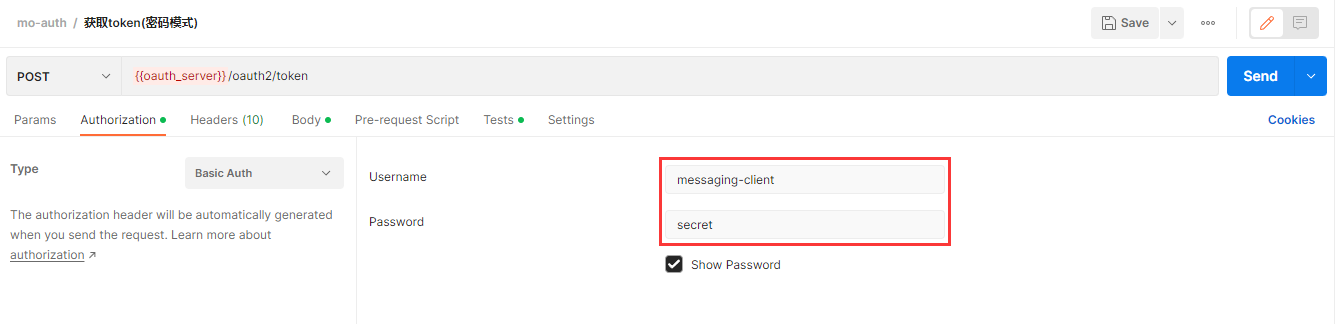 mo-auth / 获取token(密码模式)
Save
POST
{{oauth_server}}/oauth2/token
Send
Params
Authorization
Headers (10)
Body
Pre-request Script
Tests
Settings
Cookies
Type
Basic Auth
The authorization header will be automatically generated
when you send the request. Learn more about
authorization ↗
Username
messaging-client
Password
secret
Show Password